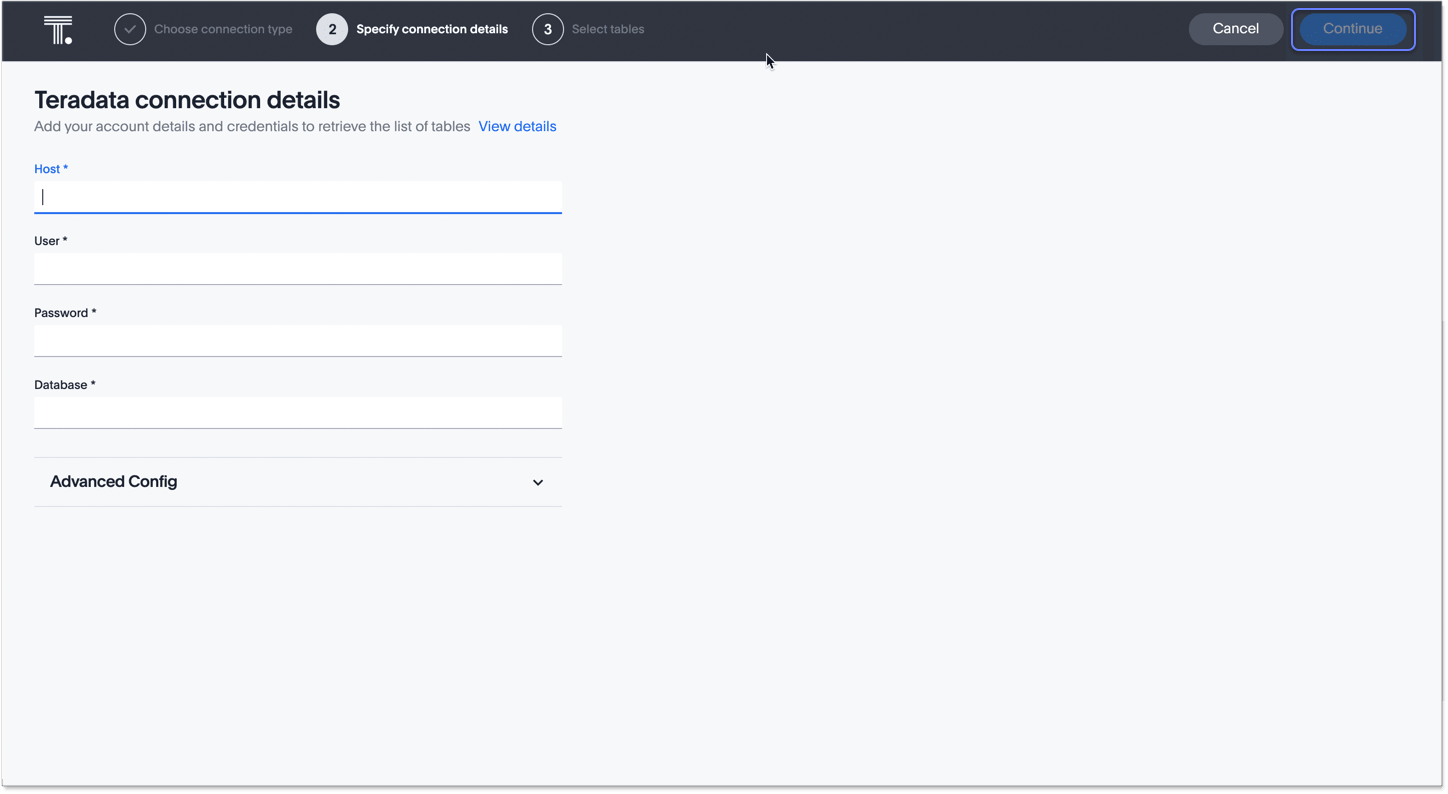 Choose connection type 2 Specify connection details 3 Select tables Cancel Continue
Teradata connection details
Add your account details and credentials to retrieve the list of tables View details
Host *
User *
Password *
Database *
Advanced Config